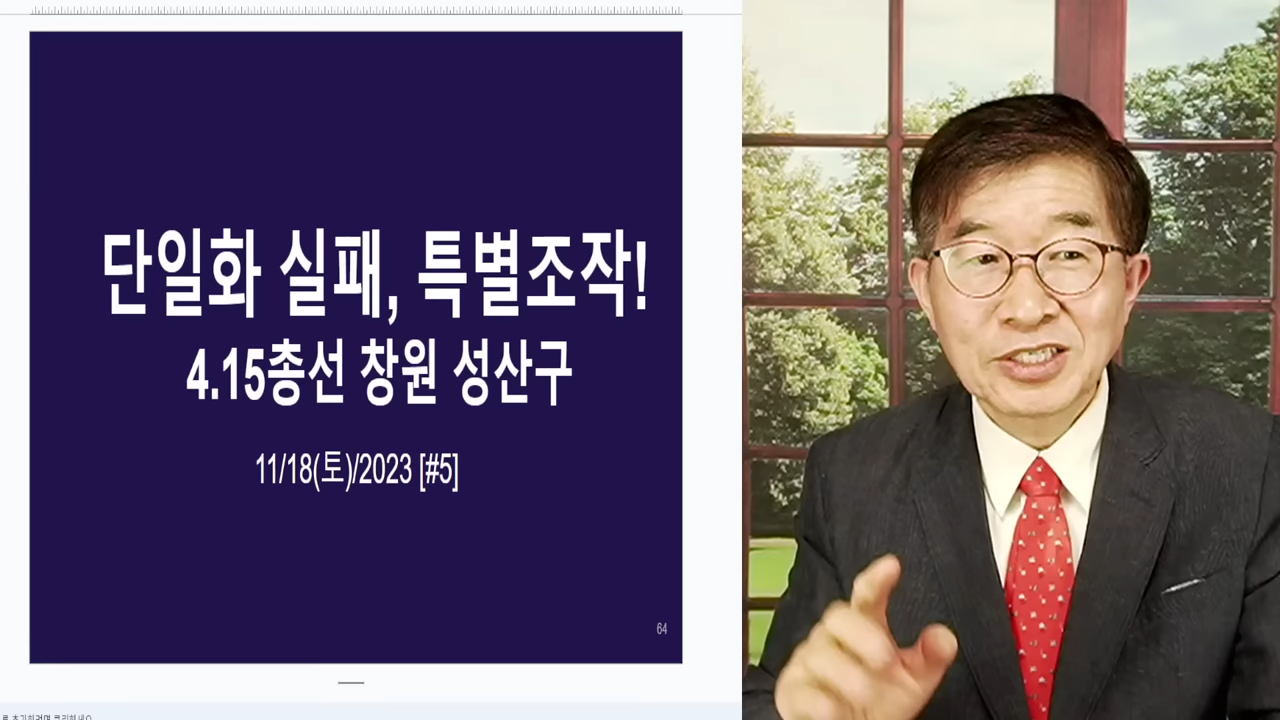 단일화 실패, 특별조작!
4.15총선 창원 성산구
11/18(토)/2023 [#5]
64